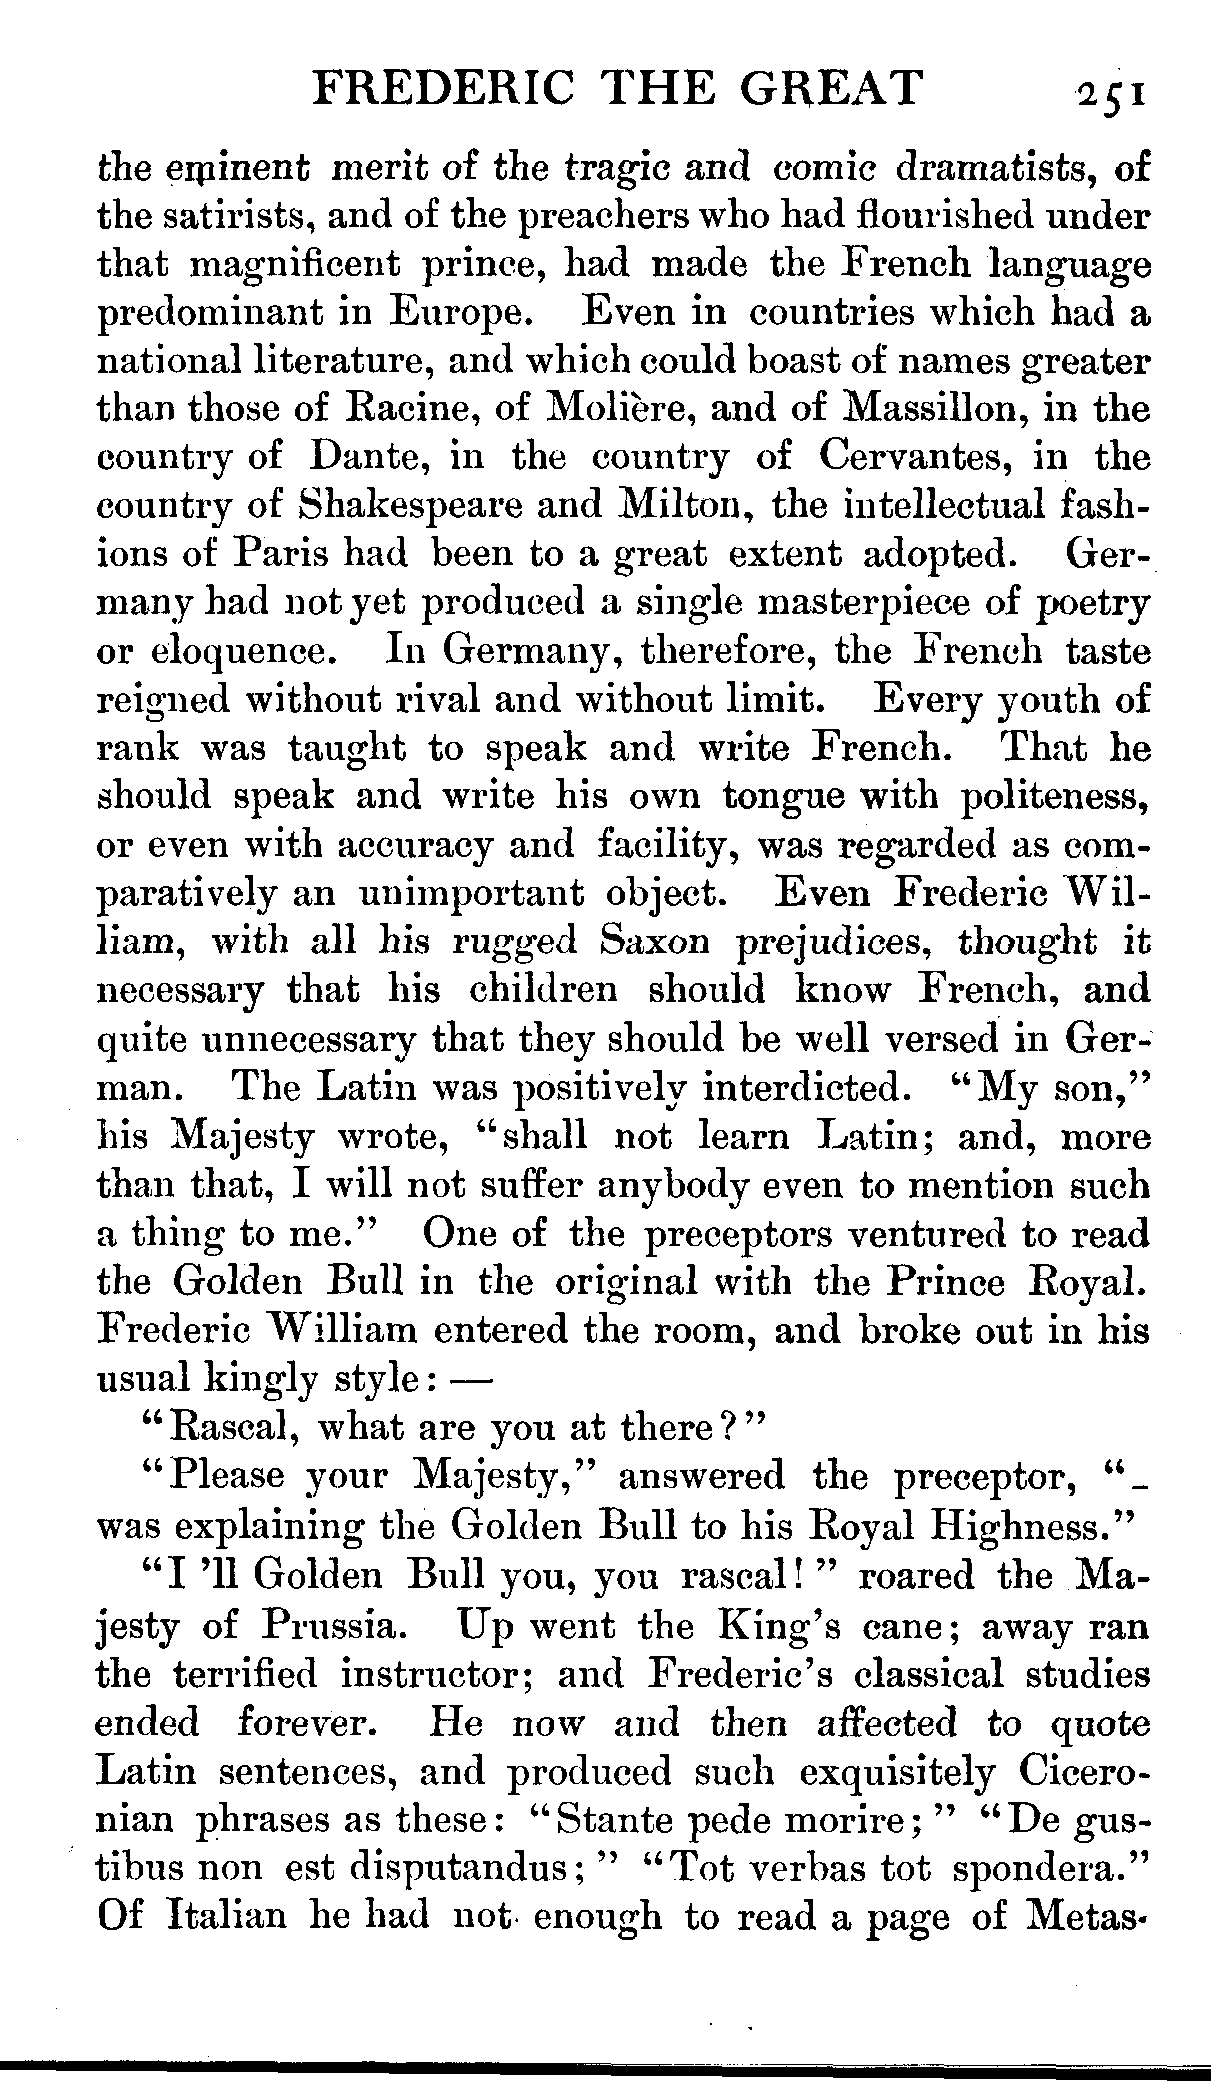 FREDERIC THE GREAT 251
the eminent merit of the tragic and comic dramatists, of
the satirists, and of the preachers who had flourished under
that magnificent prince, had made the French language
predominant in Europe. Even in countries which had a
national literature, and which could boast of names greater
than those of Racine, of Molière, and of Massillon, in the
country of Dante, in the country of Cervantes, in the
country of Shakespeare and Milton, the intellectual fash-
ions of Paris had been to a great extent adopted. Ger-
many had not yet produced a single masterpiece of poetry
or eloquence. In Germany, therefore, the French taste
reigned without rival and without limit. Every youth of
rank was taught to speak and write French. That he
should speak and write his own tongue with politeness,
or even with accuracy and facility, was regarded as com-
paratively an unimportant object. Even Frederic Wil-
liam, with all his rugged Saxon prejudices, thought it
necessary that his children should know French, and
quite unnecessary that they should be well versed in Ger-
man. The Latin was positively interdicted. "My son,"
his Majesty wrote, "shall not learn Latin; and, more
than that, I will not suffer anybody even to mention such
a thing to me." One of the preceptors ventured to read
the Golden Bull in the original with the Prince Royal.
Frederic William entered the room, and broke out in his
usual kingly style: —
"Rascal, what are you at there?"
"Please your Majesty," answered the preceptor, "_
was explaining the Golden Bull to his Royal Highness."
"I 'll Golden Bull you, you rascal!" roared the Ma-
jesty of Prussia. Up went the King's cane; away ran
the terrified instructor; and Frederic's classical studies
ended forever. He now and then affected to quote
Latin sentences, and produced such exquisitely Cicero-
nian phrases as these: "Stante pede morire;" "De gus-
tibus non est disputandus;" "Tot verbas tot spondera."
Of Italian he had not enough to read a page of Metas-